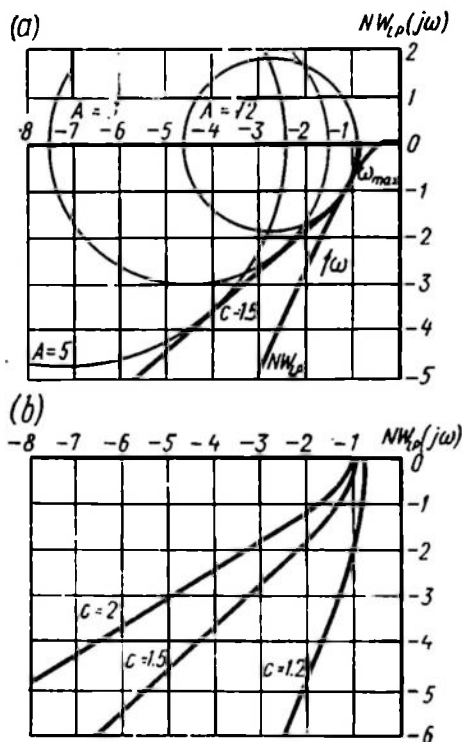 (a)
NW_LP(jω)
2
1
A = 12
-8 -7 -6 -5 -4 -3 -2 -1 0
ω_max
-1
-2
↑ω
C=1.5
-3
-4
A=5
NW_LP
-5
(b)
-8 -7 -6 -5 -4 -3 -2 -1 NW_LP(jω)
0
-1
-2
C=2
-3
-4
C=1.5
C=1.2
-5
-6